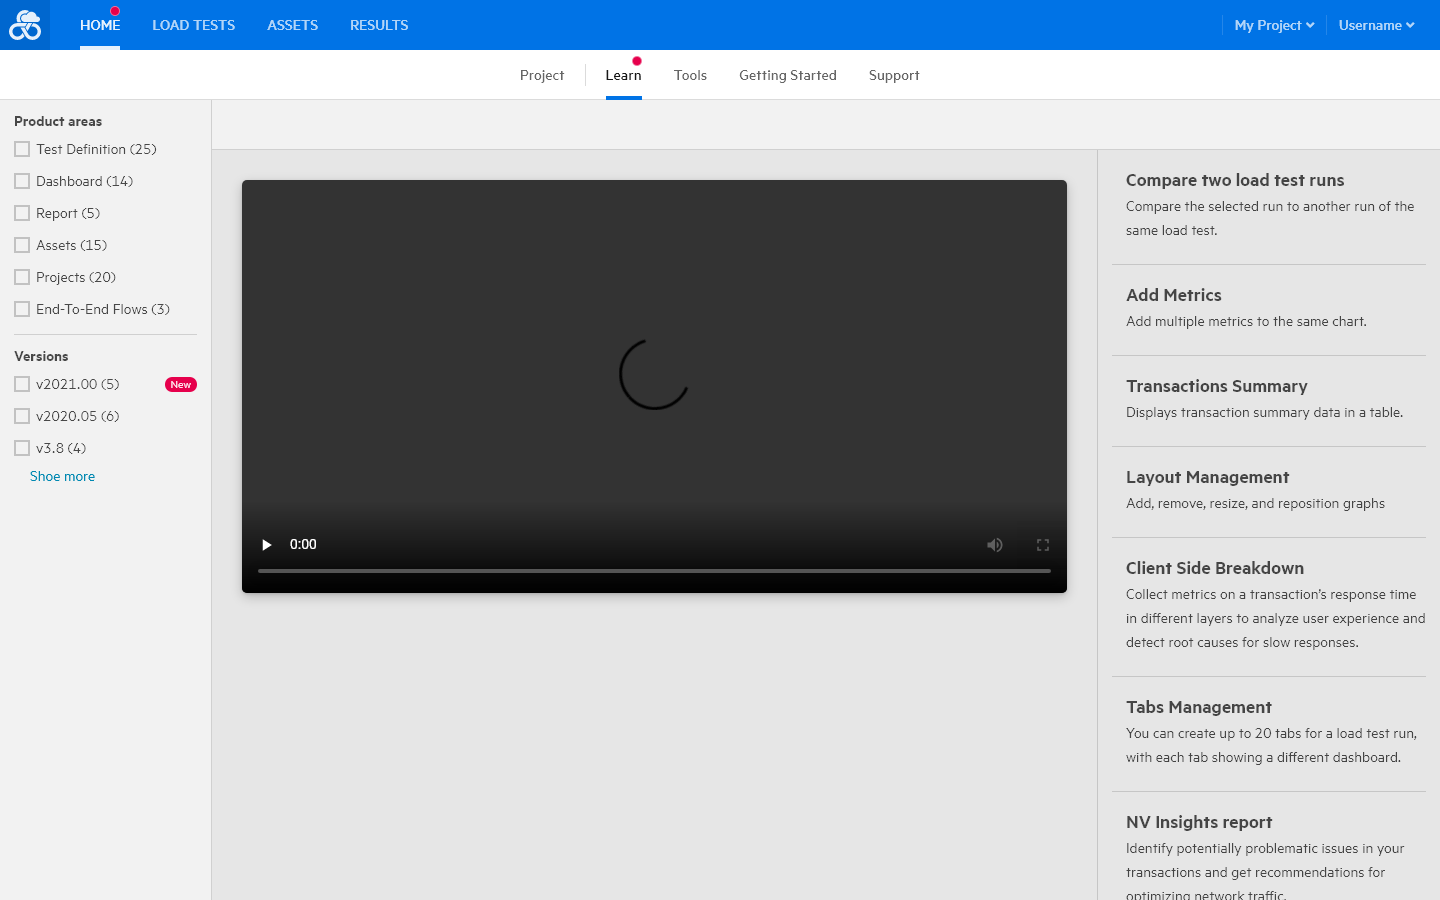 HOME LOAD TESTS ASSETS RESULTS My Project Username
Project Learn Tools Getting Started Support
Product areas
Test Definition (25)
Dashboard (14)
Report (5)
Assets (15)
Projects (20)
End-To-End Flows (3)
Versions
v2021.00 (5) New
v2020.05 (6)
v3.8 (4)
Shoe more
0:00
Compare two load test runs
Compare the selected run to another run of the
same load test.
Add Metrics
Add multiple metrics to the same chart.
Transactions Summary
Displays transaction summary data in a table.
Layout Management
Add, remove, resize, and reposition graphs
Client Side Breakdown
Collect metrics on a transaction’s response time
in different layers to analyze user experience and
detect root causes for slow responses.
Tabs Management
You can create up to 20 tabs for a load test run,
with each tab showing a different dashboard.
NV Insights report
Identify potentially problematic issues in your
transactions and get recommendations for
optimizing network traffic.